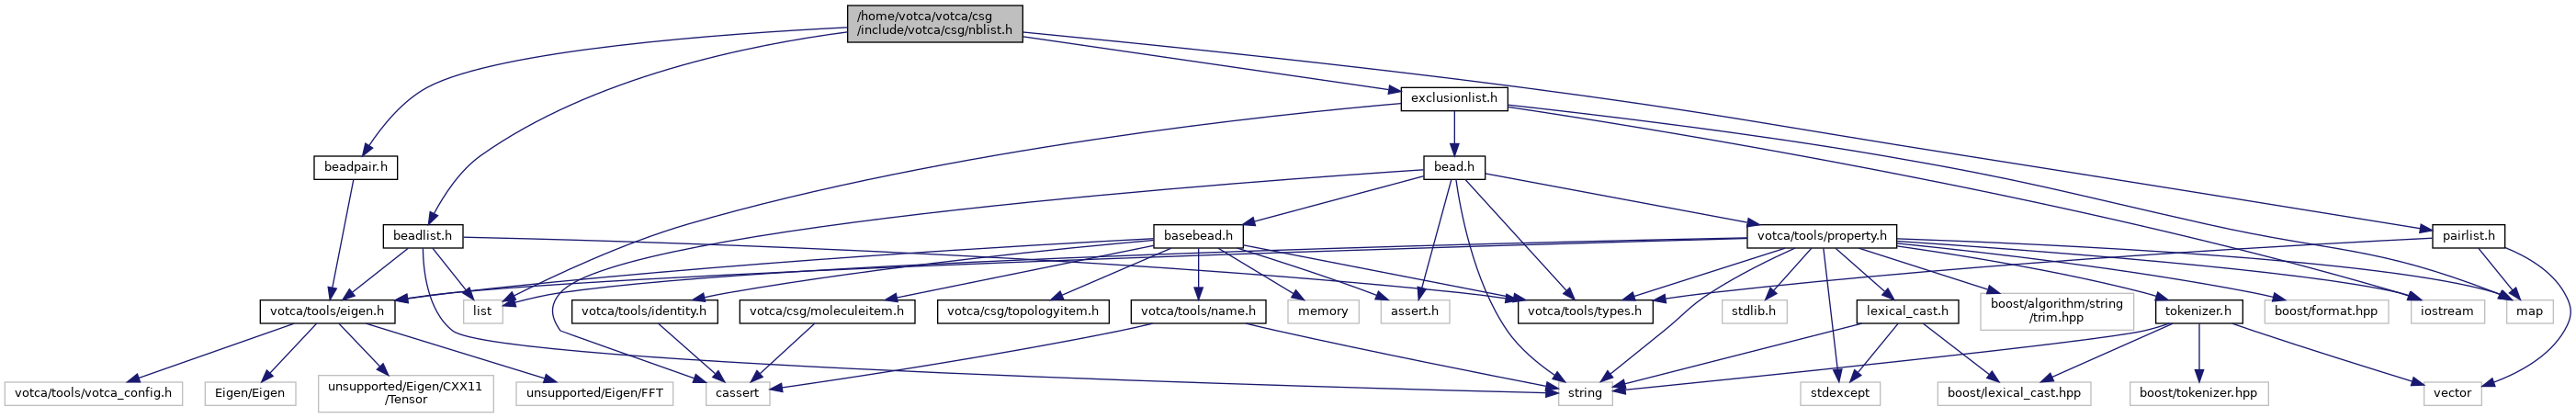 /home/votca/votca/csg
/include/votca/csg/nblist.h
exclusionlist.h
beadpair.h
bead.h
beadlist.h
basebead.h
votca/tools/property.h
pairlist.h
votca/tools/eigen.h
list
votca/tools/identity.h
votca/csg/moleculeitem.h
votca/csg/topologyitem.h
votca/tools/name.h
memory
assert.h
votca/tools/types.h
stdlib.h
lexical_cast.h
boost/algorithm/string
/trim.hpp
tokenizer.h
boost/format.hpp
iostream
map
votca/tools/votca_config.h
Eigen/Eigen
unsupported/Eigen/CXX11
/Tensor
unsupported/Eigen/FFT
cassert
string
stdexcept
boost/lexical_cast.hpp
boost/tokenizer.hpp
vector